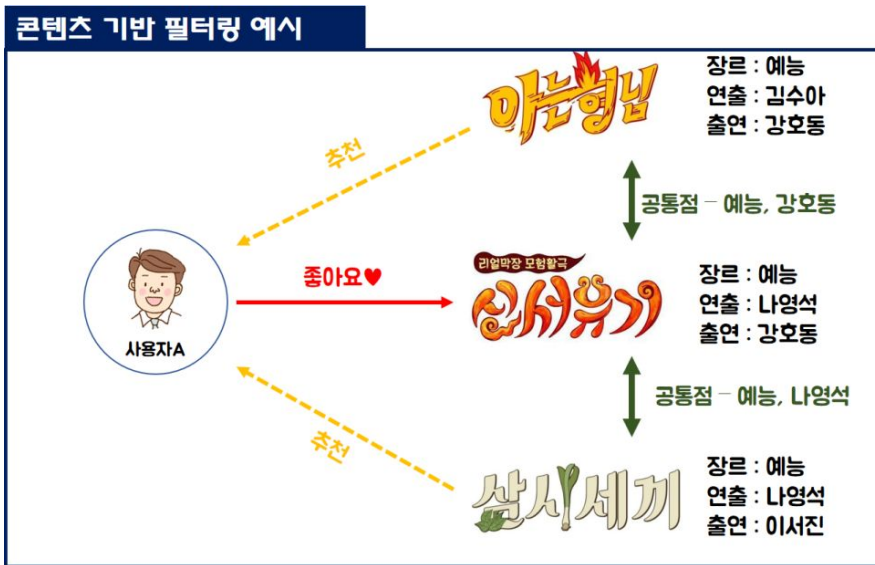 콘텐츠 기반 필터링 예시
아는형님
장르 : 예능
연출 : 김수아
출연 : 강호동
추천
공통점 – 예능, 강호동
좋아요♥
사용자A
리얼막장 모험활극
신서유기
장르 : 예능
연출 : 나영석
출연 : 강호동
공통점 – 예능, 나영석
추천
삼시세끼
장르 : 예능
연출 : 나영석
출연 : 이서진